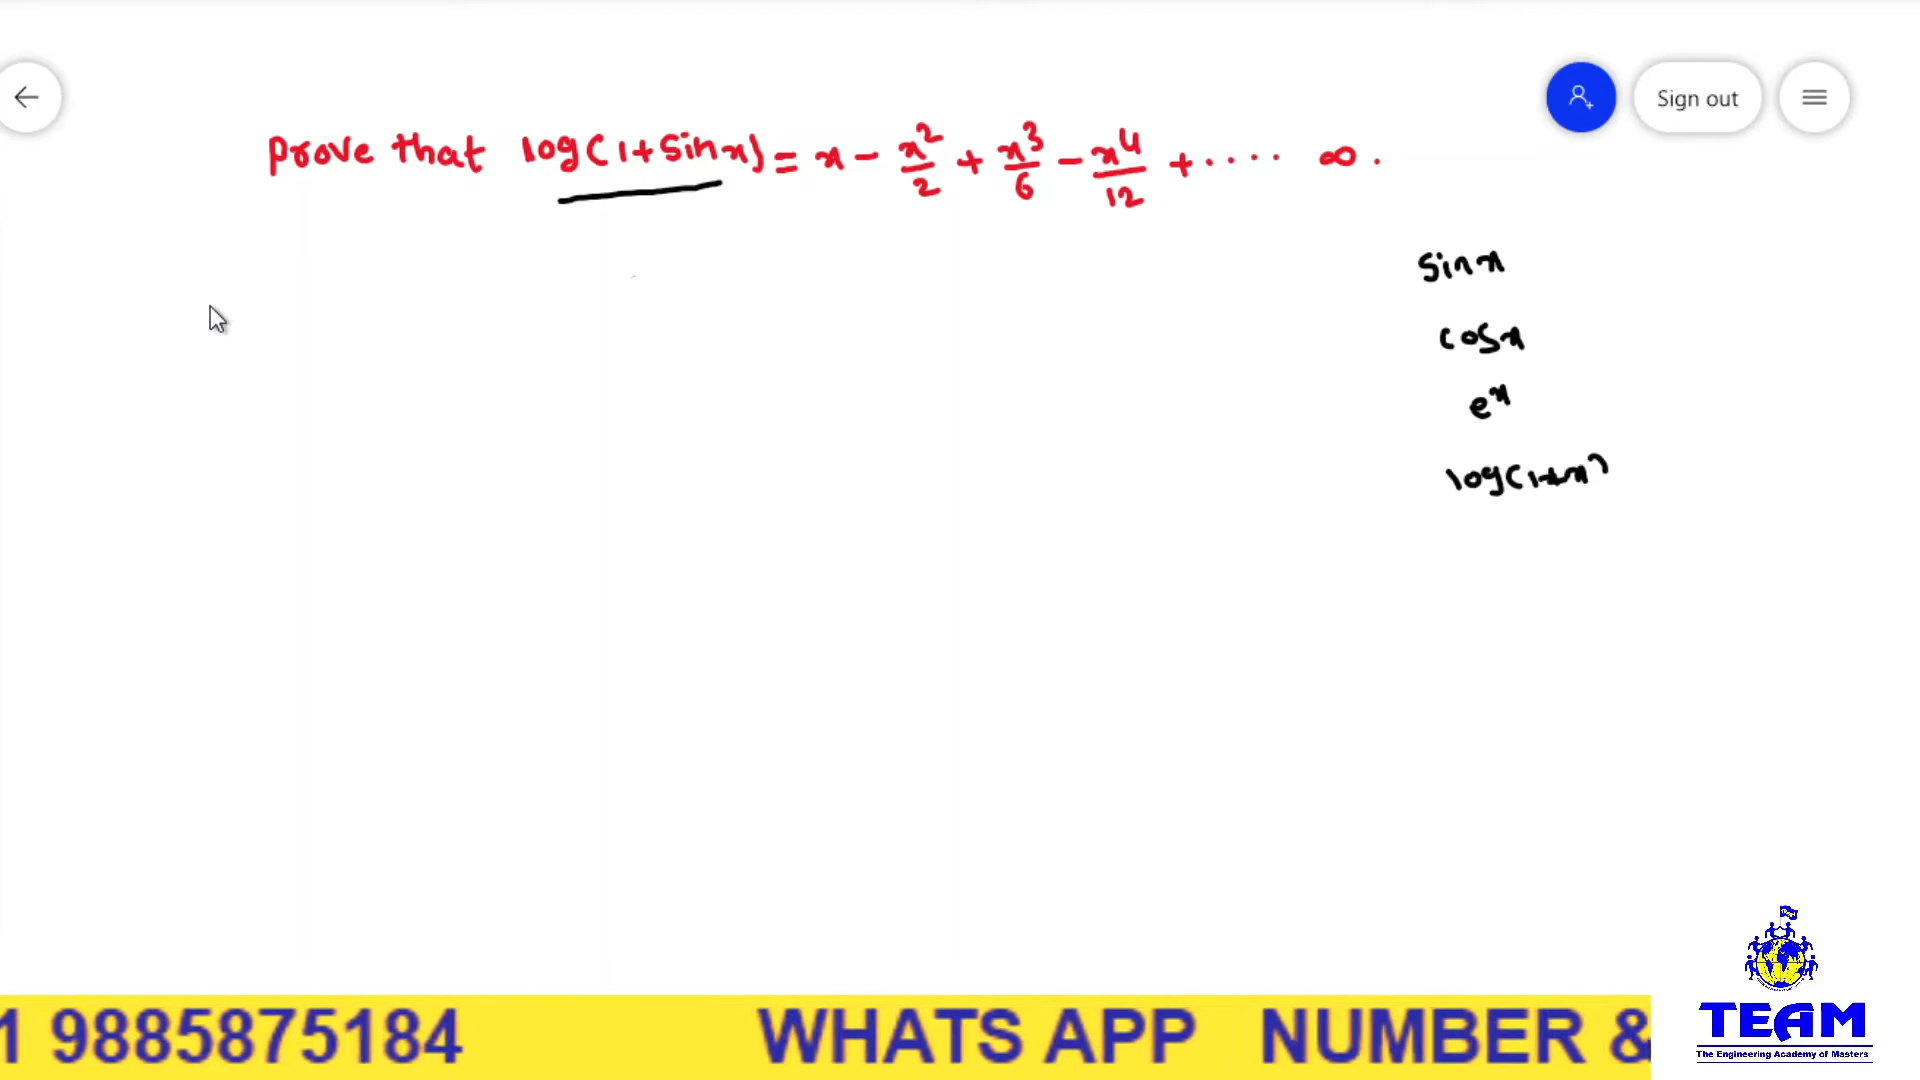 Sign out
Prove that log(1+sinx) = x - x²/2 + x³/6 - x⁴/12 + ···· ∞.
sinx
cosx
eˣ
log(1+x)
1 9885875184 WHATS APP NUMBER &
TEAM
The Engineering Academy of Masters